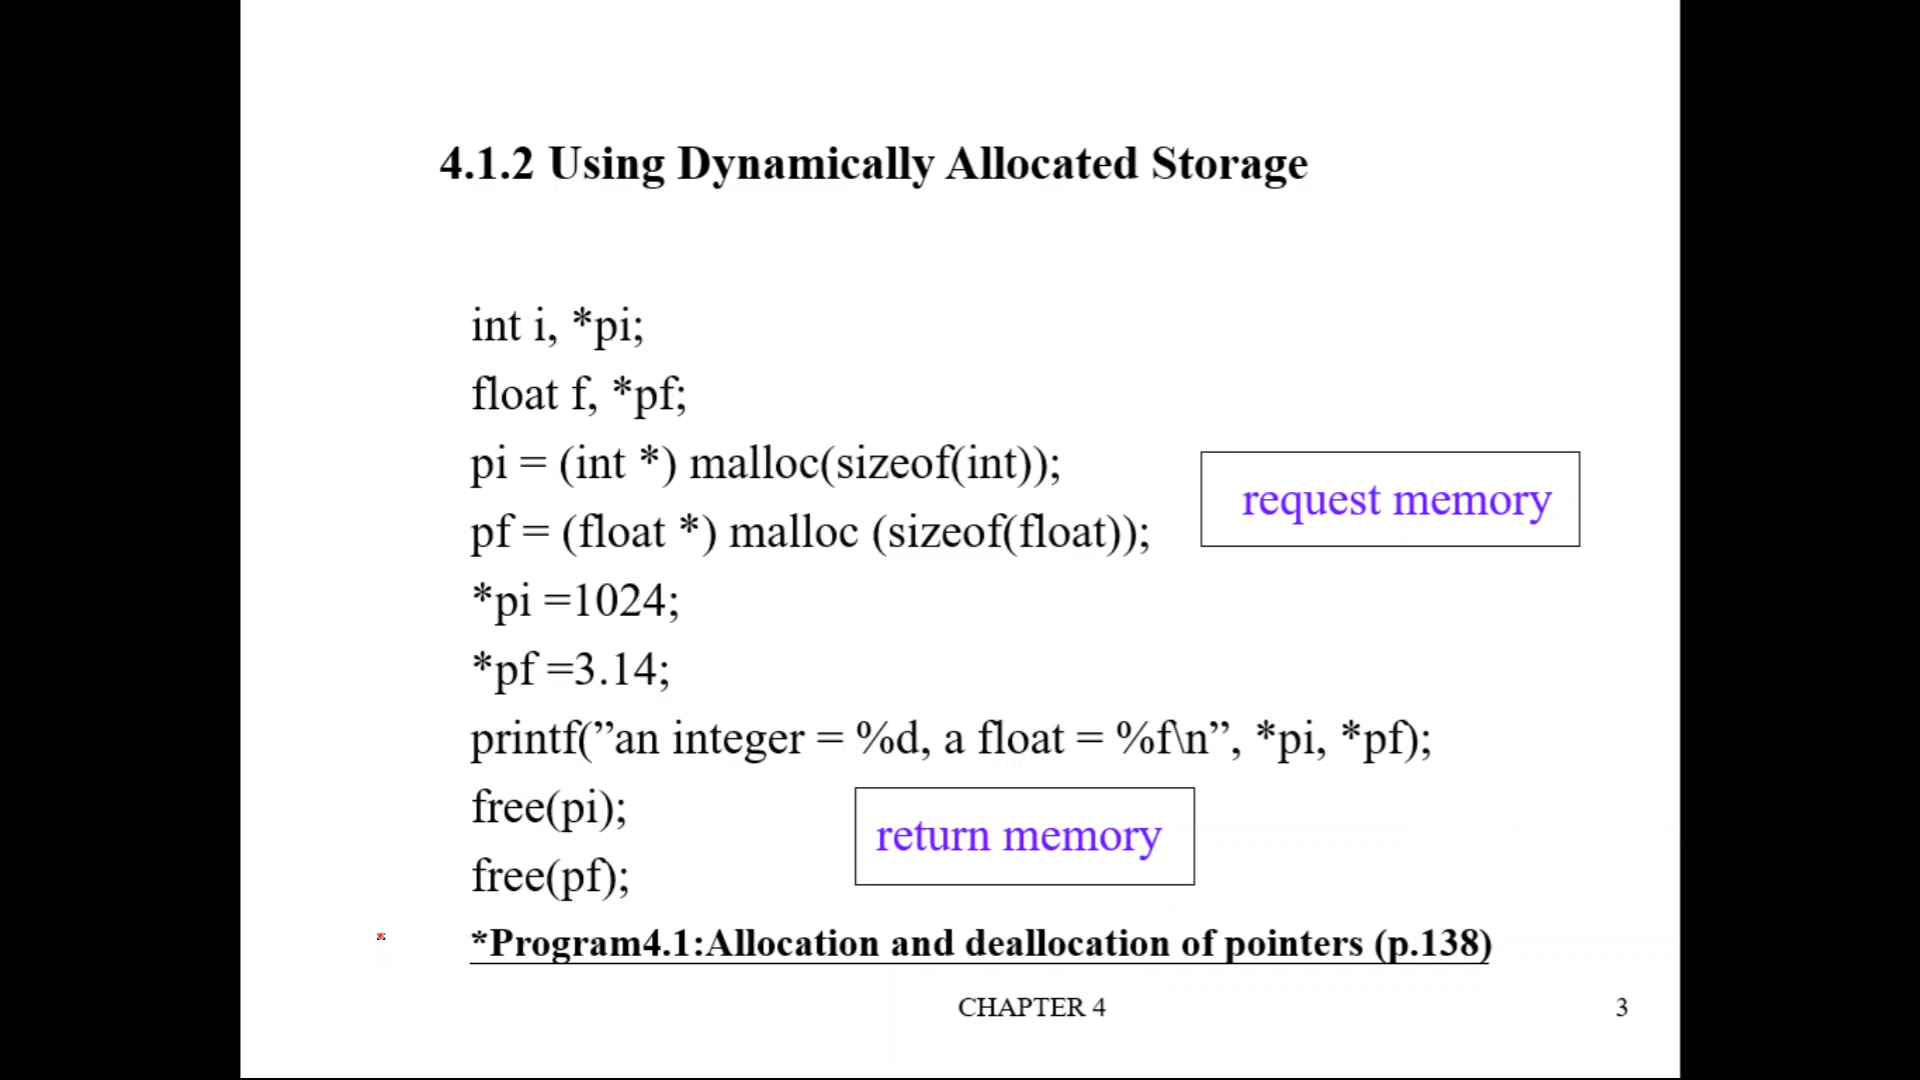 4.1.2 Using Dynamically Allocated Storage
int i, *pi;
float f, *pf;
pi = (int *) malloc(sizeof(int));
pf = (float *) malloc (sizeof(float));
request memory
*pi =1024;
*pf =3.14;
printf(”an integer = %d, a float = %f\n”, *pi, *pf);
free(pi);
free(pf);
return memory
*Program4.1:Allocation and deallocation of pointers (p.138)
CHAPTER 4
3